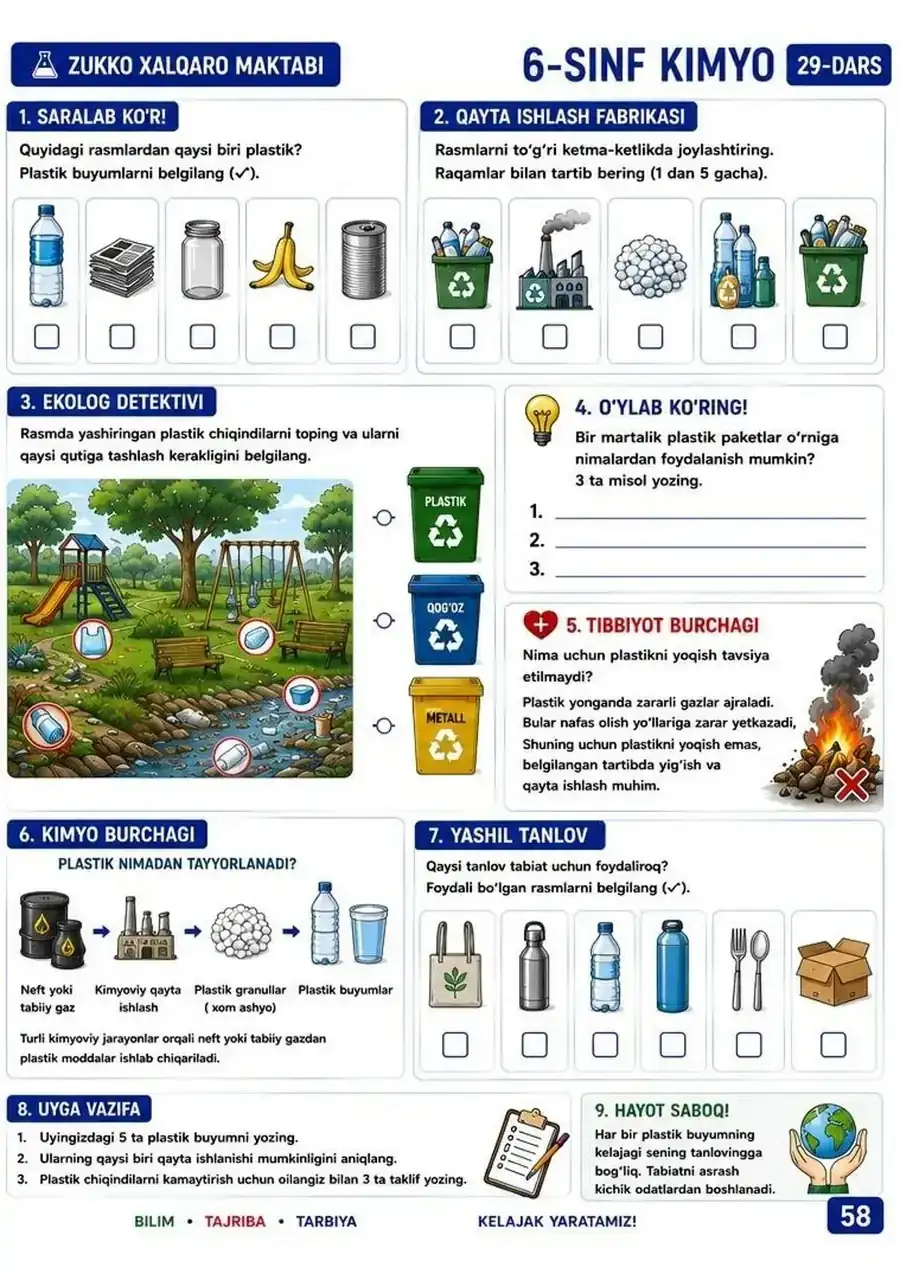 ZUKKO XALQARO MAKTABI
6-SINF KIMYO
29-DARS
1. SARALAB KO'R!
Quyidagi rasmlardan qaysi biri plastik?
Plastik buyumlarni belgilang (✓).
2. QAYTA ISHLASH FABRIKASI
Rasmlarni to'g'ri ketma-ketlikda joylashtiring.
Raqamlar bilan tartib bering (1 dan 5 gacha).
3. EKOLOG DETEKTIVI
Rasmda yashiringan plastik chiqindilarni toping va ularni
qaysi qutiga tashlash kerakligini belgilang.
PLASTIK
QOG'OZ
METALL
4. O'YLAB KO'RING!
Bir martalik plastik paketlar o'rniga
nimalardan foydalanish mumkin?
3 ta misol yozing.
1.
2.
3.
5. TIBBIYOT BURCHAGI
Nima uchun plastikni yoqish tavsiya
etilmaydi?
Plastik yonganda zararli gazlar ajraladi.
Bular nafas olish yo'llariga zarar yetkazadi,
Shuning uchun plastikni yoqish emas,
belgilangan tartibda yig'ish va
qayta ishlash muhim.
6. KIMYO BURCHAGI
PLASTIK NIMADAN TAYYORLANADI?
Neft yoki
tabiiy gaz
Kimyoviy qayta
ishlash
Plastik granullar
( xom ashyo)
Plastik buyumlar
Turli kimyoviy jarayonlar orqali neft yoki tabiiy gazdan
plastik moddalar ishlab chiqariladi.
7. YASHIL TANLOV
Qaysi tanlov tabiat uchun foydaliroq?
Foydali bo'lgan rasmlarni belgilang (✓).
8. UYGA VAZIFA
1. Uyingizdagi 5 ta plastik buyumni yozing.
2. Ularning qaysi biri qayta ishlanishi mumkinligini aniqlang.
3. Plastik chiqindilarni kamaytirish uchun oilangiz bilan 3 ta taklif yozing.
9. HAYOT SABOQ!
Har bir plastik buyumning
kelajagi sening tanlovingga
bog'liq. Tabiatni asrash
kichik odatlardan boshlanadi.
BILIM • TAJRIBA • TARBIYA
KELAJAK YARATAMIZ!
58